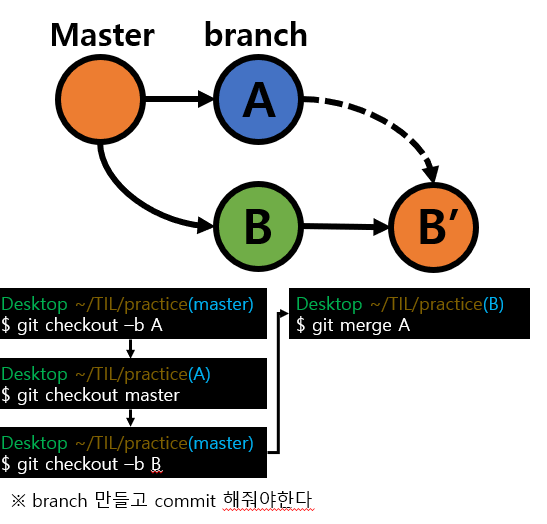 Master branch
A
B
B’
Desktop ~/TIL/practice(master)
$ git checkout –b A
Desktop ~/TIL/practice(A)
$ git checkout master
Desktop ~/TIL/practice(master)
$ git checkout –b B
Desktop ~/TIL/practice(B)
$ git merge A
※ branch 만들고 commit 해줘야한다